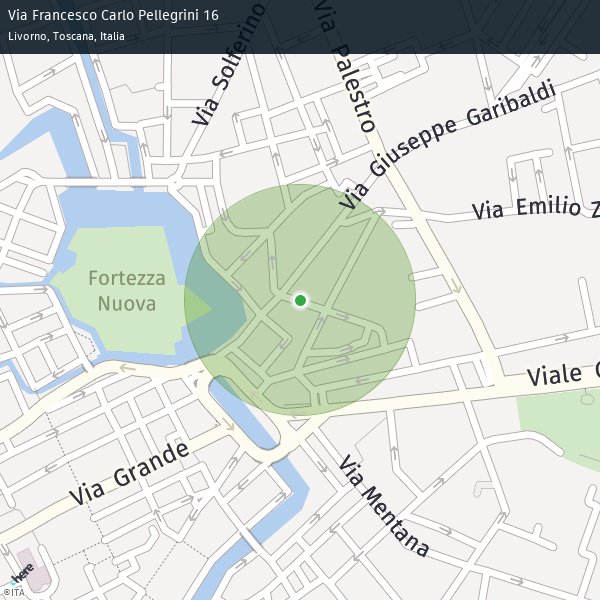 Via Francesco Carlo Pellegrini 16
Livorno, Toscana, Italia
Via Solferino
Via Palestro
Via Giuseppe Garibaldi
Via Emilio Z
Fortezza
Nuova
Viale
Via Grande
Via Mentana
here
©ITA